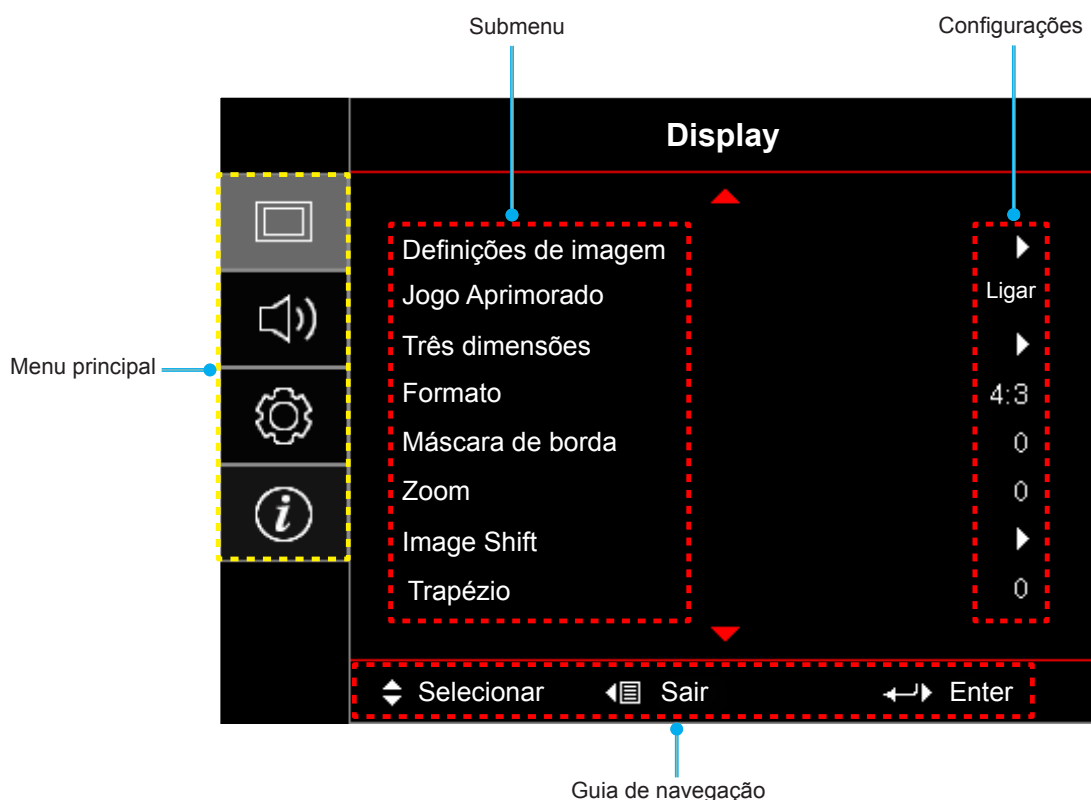 Submenu
Configurações
Display
Definições de imagem
Jogo Aprimorado Ligar
Três dimensões
Menu principal
Formato 4:3
Máscara de borda 0
Zoom 0
Image Shift
Trapézio 0
Selecionar Sair Enter
Guia de navegação